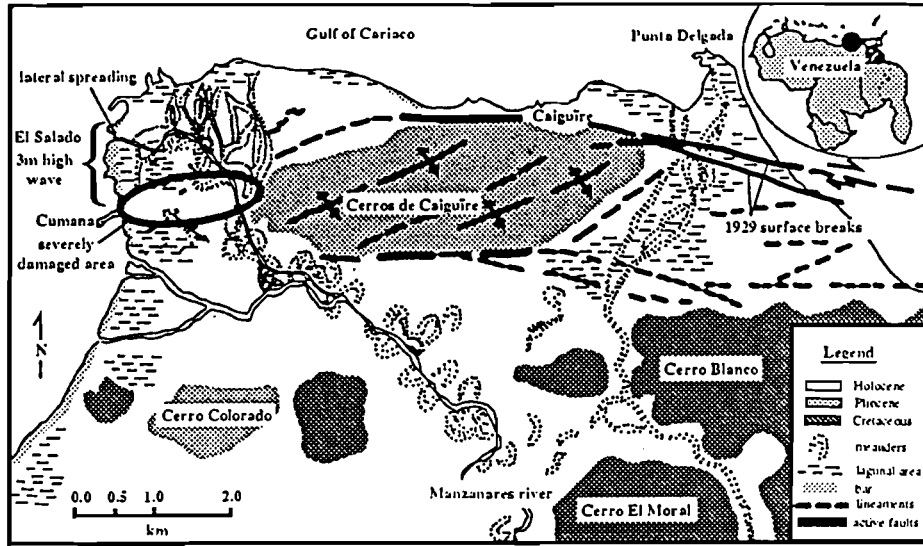 Gulf of Cariaco
Punta Delgada
Venezuela
lateral spreading
El Salado
3m high
wave
Caigüire
Cerros de Caigüire
Cumana
severely
damaged area
1929 surface breaks
N
Cerro Blanco
Cerro Colorado
Manzanares river
Cerro El Moral
0.0 0.5 1.0 2.0
km
Legend
Holocene
Pliocene
Cretaceous
meanders
lagunal area
bar
lineaments
active faults